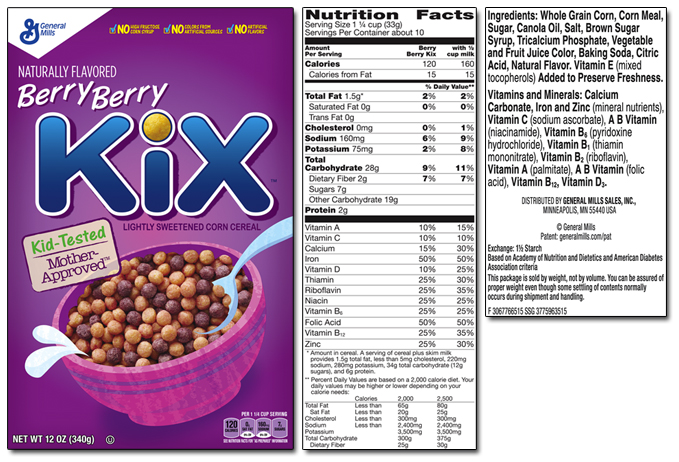 General
Mills
NO HIGH FRUCTOSE
CORN SYRUP
NO COLORS FROM
ARTIFICIAL SOURCES
NO ARTIFICIAL
FLAVORS
NATURALLY FLAVORED
Berry Berry
KiX
LIGHTLY SWEETENED CORN CEREAL
Kid-Tested
Mother-
Approved™
PER 1 1/4 CUP SERVING
120
CALORIES
NET WT 12 OZ (340g)
Nutrition Facts
Serving Size 1 ¼ cup (33g)
Servings Per Container about 10
Amount Per Serving Berry Berry Kix with ½ cup milk
Calories 120 160
Calories from Fat 15 15
% Daily Value**
Total Fat 1.5g* 2% 2%
Saturated Fat 0g 0% 0%
Trans Fat 0g
Cholesterol 0mg 0% 1%
Sodium 160mg 6% 9%
Potassium 75mg 2% 8%
Total
Carbohydrate 28g 9% 11%
Dietary Fiber 2g 7% 7%
Sugars 7g
Other Carbohydrate 19g
Protein 2g
Vitamin A 10% 15%
Vitamin C 10% 10%
Calcium 15% 30%
Iron 50% 50%
Vitamin D 10% 25%
Thiamin 25% 30%
Riboflavin 25% 35%
Niacin 25% 25%
Vitamin B₆ 25% 25%
Folic Acid 50% 50%
Vitamin B₁₂ 25% 35%
Zinc 25% 30%
* Amount in cereal. A serving of cereal plus skim milk
provides 1.5g total fat, less than 5mg cholesterol, 220mg
sodium, 280mg potassium, 34g total carbohydrate (12g
sugars), and 6g protein.
** Percent Daily Values are based on a 2,000 calorie diet. Your
daily values may be higher or lower depending on your
calorie needs:
Calories 2,000 2,500
Total Fat Less than 65g 80g
Sat Fat Less than 20g 25g
Cholesterol Less than 300mg 300mg
Sodium Less than 2,400mg 2,400mg
Potassium 3,500mg 3,500mg
Total Carbohydrate 300g 375g
Dietary Fiber 25g 30g
Ingredients: Whole Grain Corn, Corn Meal,
Sugar, Canola Oil, Salt, Brown Sugar
Syrup, Tricalcium Phosphate, Vegetable
and Fruit Juice Color, Baking Soda, Citric
Acid, Natural Flavor. Vitamin E (mixed
tocopherols) Added to Preserve Freshness.
Vitamins and Minerals: Calcium
Carbonate, Iron and Zinc (mineral nutrients),
Vitamin C (sodium ascorbate), A B Vitamin
(niacinamide), Vitamin B₆ (pyridoxine
hydrochloride), Vitamin B₁ (thiamin
mononitrate), Vitamin B₂ (riboflavin),
Vitamin A (palmitate), A B Vitamin (folic
acid), Vitamin B₁₂, Vitamin D₃.
DISTRIBUTED BY GENERAL MILLS SALES, INC.,
MINNEAPOLIS, MN 55440 USA
© General Mills
Patent: generalmills.com/pat
Exchange: 1½ Starch
Based on Academy of Nutrition and Dietetics and American Diabetes
Association criteria
This package is sold by weight, not by volume. You can be assured of
proper weight even though some settling of contents normally
occurs during shipment and handling.
F 3067766515 SSG 3775963515